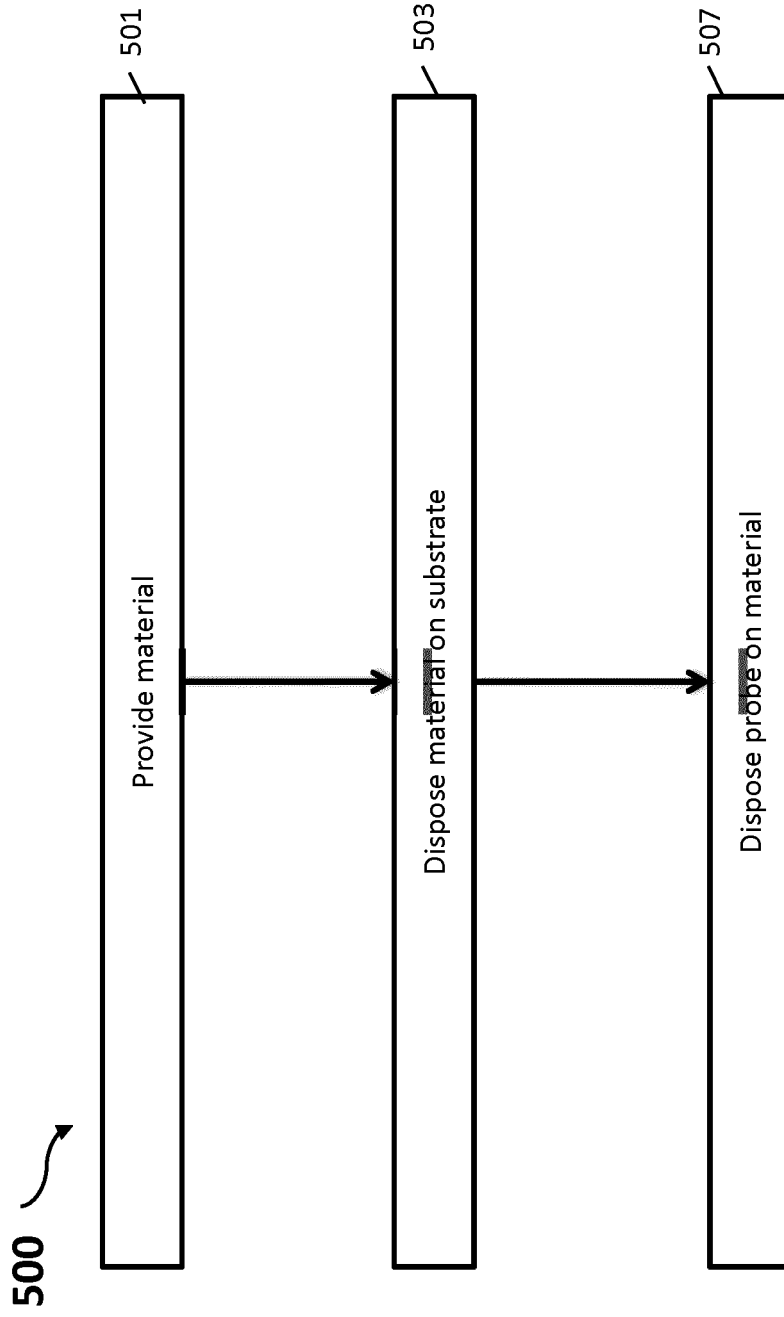 500
501
Provide material
503
Dispose material on substrate
507
Dispose probe on material